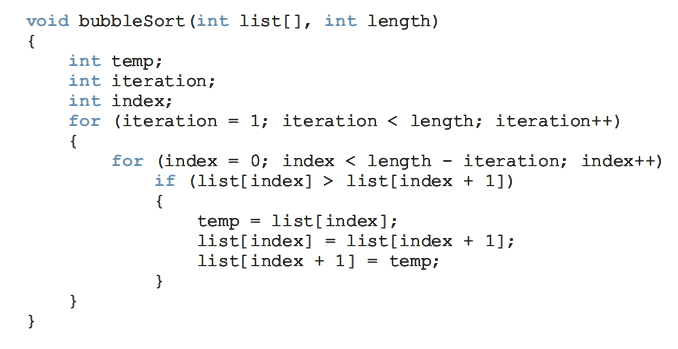 void bubbleSort(int list[], int length)
{
    int temp;
    int iteration;
    int index;
    for (iteration = 1; iteration < length; iteration++)
    {
        for (index = 0; index < length - iteration; index++)
            if (list[index] > list[index + 1])
            {
                temp = list[index];
                list[index] = list[index + 1];
                list[index + 1] = temp;
            }
    }
}